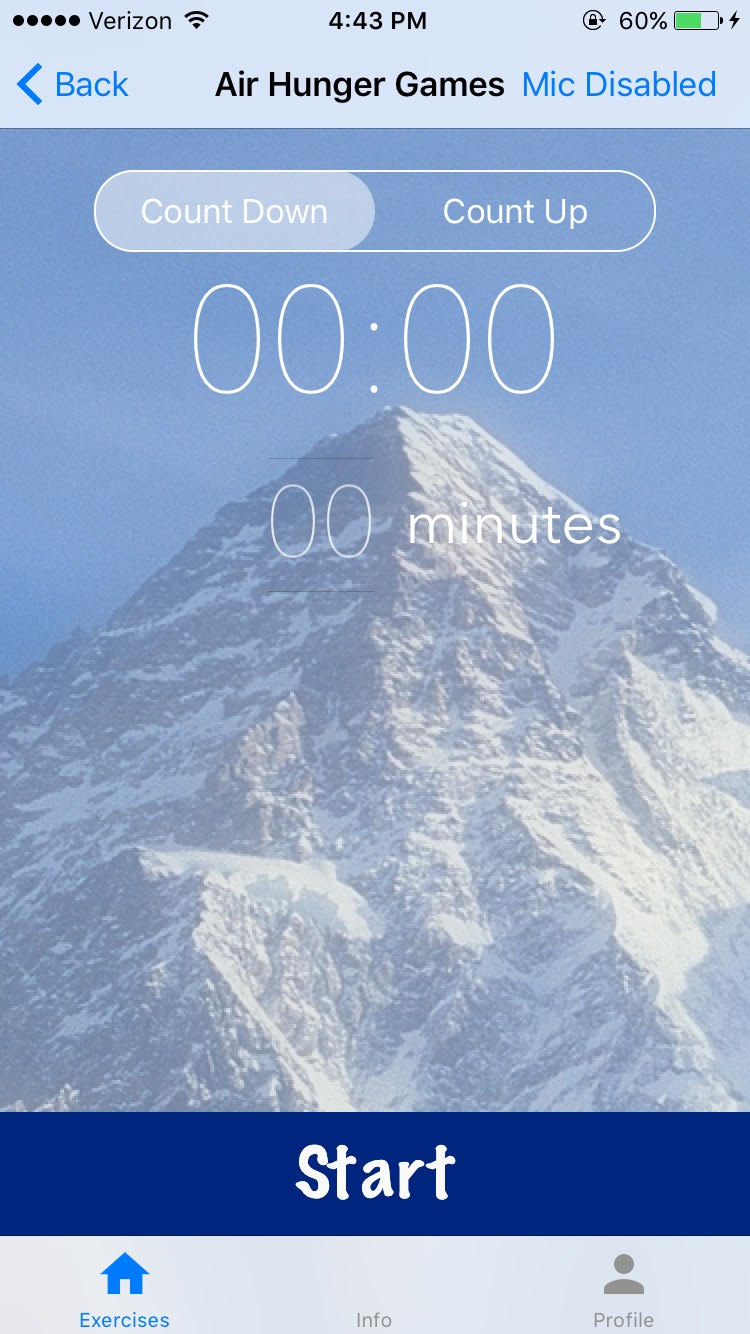 Verizon 4:43 PM 60%
Back Air Hunger Games Mic Disabled
Count Down Count Up
00:00
00 minutes
Start
Exercises Info Profile